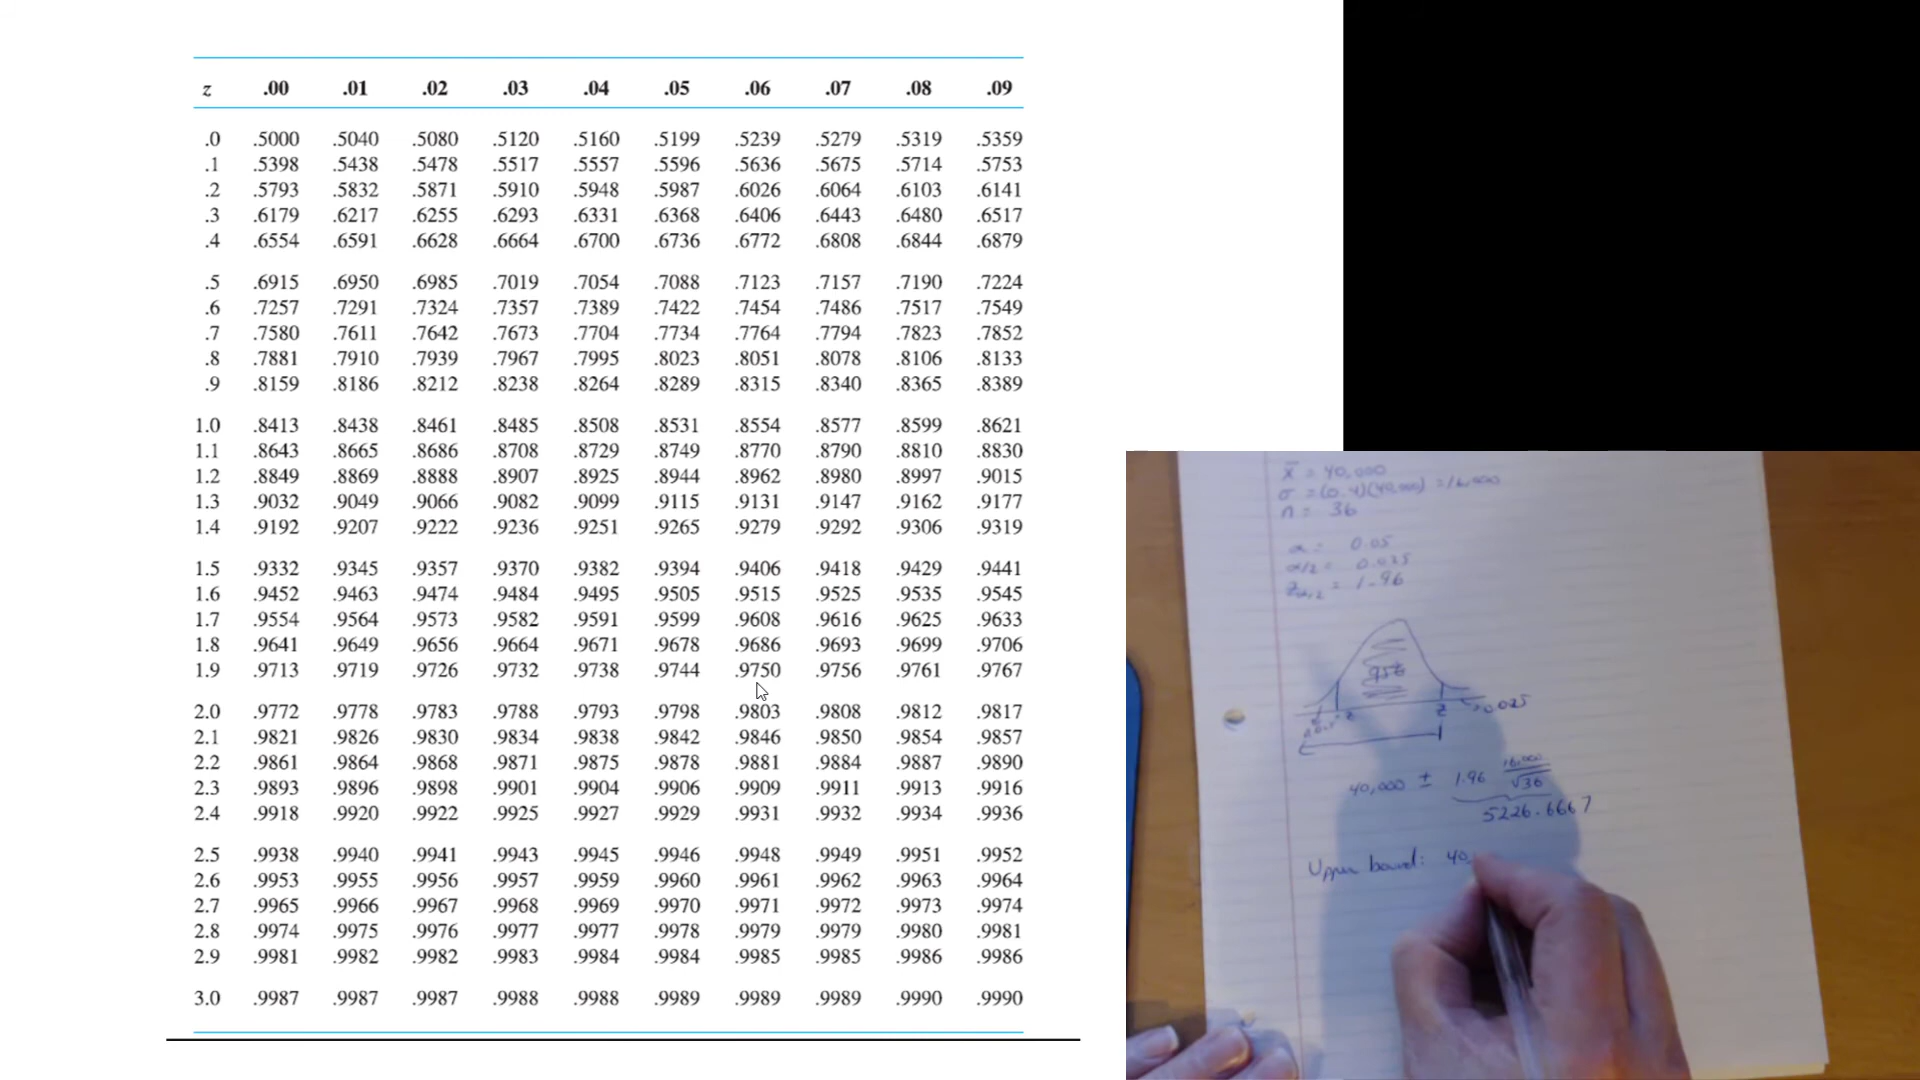 z .00 .01 .02 .03 .04 .05 .06 .07 .08 .09
.0 .5000 .5040 .5080 .5120 .5160 .5199 .5239 .5279 .5319 .5359
.1 .5398 .5438 .5478 .5517 .5557 .5596 .5636 .5675 .5714 .5753
.2 .5793 .5832 .5871 .5910 .5948 .5987 .6026 .6064 .6103 .6141
.3 .6179 .6217 .6255 .6293 .6331 .6368 .6406 .6443 .6480 .6517
.4 .6554 .6591 .6628 .6664 .6700 .6736 .6772 .6808 .6844 .6879
.5 .6915 .6950 .6985 .7019 .7054 .7088 .7123 .7157 .7190 .7224
.6 .7257 .7291 .7324 .7357 .7389 .7422 .7454 .7486 .7517 .7549
.7 .7580 .7611 .7642 .7673 .7704 .7734 .7764 .7794 .7823 .7852
.8 .7881 .7910 .7939 .7967 .7995 .8023 .8051 .8078 .8106 .8133
.9 .8159 .8186 .8212 .8238 .8264 .8289 .8315 .8340 .8365 .8389
1.0 .8413 .8438 .8461 .8485 .8508 .8531 .8554 .8577 .8599 .8621
1.1 .8643 .8665 .8686 .8708 .8729 .8749 .8770 .8790 .8810 .8830
1.2 .8849 .8869 .8888 .8907 .8925 .8944 .8962 .8980 .8997 .9015
1.3 .9032 .9049 .9066 .9082 .9099 .9115 .9131 .9147 .9162 .9177
1.4 .9192 .9207 .9222 .9236 .9251 .9265 .9279 .9292 .9306 .9319
1.5 .9332 .9345 .9357 .9370 .9382 .9394 .9406 .9418 .9429 .9441
1.6 .9452 .9463 .9474 .9484 .9495 .9505 .9515 .9525 .9535 .9545
1.7 .9554 .9564 .9573 .9582 .9591 .9599 .9608 .9616 .9625 .9633
1.8 .9641 .9649 .9656 .9664 .9671 .9678 .9686 .9693 .9699 .9706
1.9 .9713 .9719 .9726 .9732 .9738 .9744 .9750 .9756 .9761 .9767
2.0 .9772 .9778 .9783 .9788 .9793 .9798 .9803 .9808 .9812 .9817
2.1 .9821 .9826 .9830 .9834 .9838 .9842 .9846 .9850 .9854 .9857
2.2 .9861 .9864 .9868 .9871 .9875 .9878 .9881 .9884 .9887 .9890
2.3 .9893 .9896 .9898 .9901 .9904 .9906 .9909 .9911 .9913 .9916
2.4 .9918 .9920 .9922 .9925 .9927 .9929 .9931 .9932 .9934 .9936
2.5 .9938 .9940 .9941 .9943 .9945 .9946 .9948 .9949 .9951 .9952
2.6 .9953 .9955 .9956 .9957 .9959 .9960 .9961 .9962 .9963 .9964
2.7 .9965 .9966 .9967 .9968 .9969 .9970 .9971 .9972 .9973 .9974
2.8 .9974 .9975 .9976 .9977 .9977 .9978 .9979 .9979 .9980 .9981
2.9 .9981 .9982 .9982 .9983 .9984 .9984 .9985 .9985 .9986 .9986
3.0 .9987 .9987 .9987 .9988 .9988 .9989 .9989 .9989 .9990 .9990
x̄ = 40,000
σ = (0.4)(40,000) = 16,000
n = 36
α = 0.05
α/2 = 0.025
zα/2 = 1.96
95%
z z 0.025
40,000 ± 1.96 16,000/√36
5226.6667
Upper bound: 40,